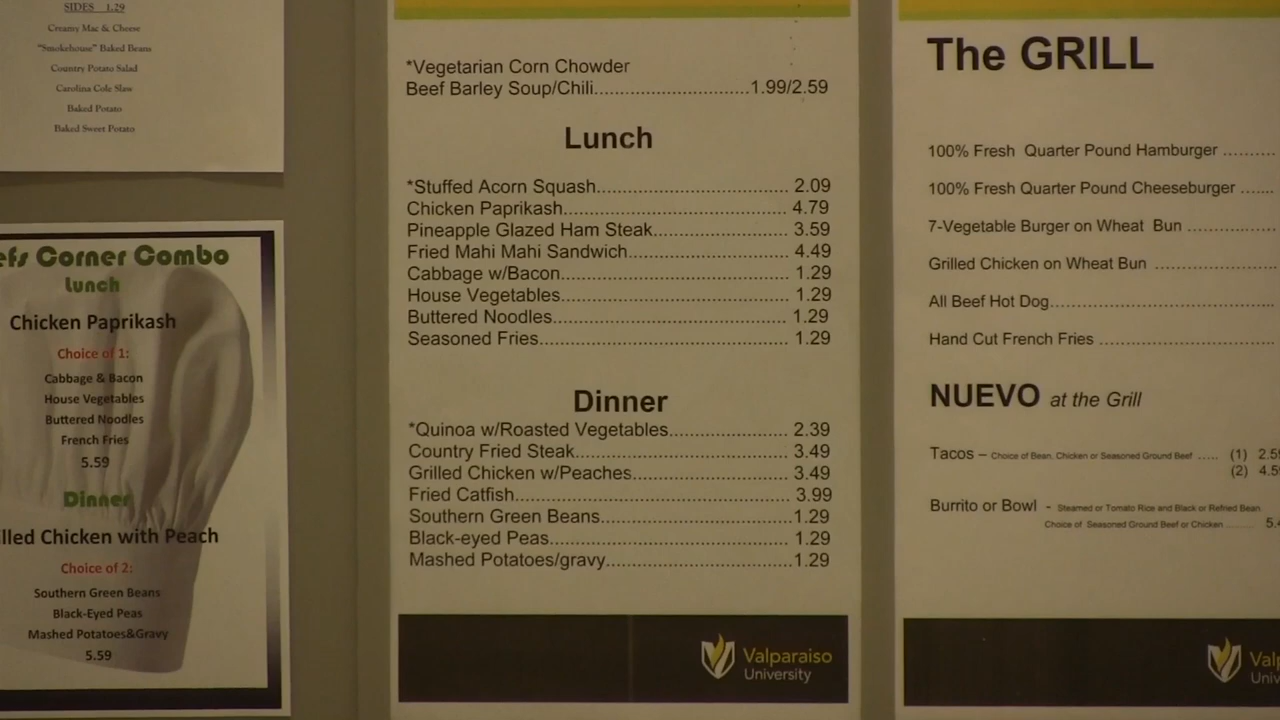 SIDES 1.29
Creamy Mac & Cheese
"Smokehouse" Baked Beans
Country Potato Salad
Carolina Cole Slaw
Baked Potato
Baked Sweet Potato
efs Corner Combo
Lunch
Chicken Paprikash
Choice of 1:
Cabbage & Bacon
House Vegetables
Buttered Noodles
French Fries
5.59
Dinner
lled Chicken with Peach
Choice of 2:
Southern Green Beans
Black-Eyed Peas
Mashed Potatoes&Gravy
5.59
*Vegetarian Corn Chowder
Beef Barley Soup/Chili............................1.99/2.59
Lunch
*Stuffed Acorn Squash................................... 2.09
Chicken Paprikash......................................... 4.79
Pineapple Glazed Ham Steak......................... 3.59
Fried Mahi Mahi Sandwich............................. 4.49
Cabbage w/Bacon......................................... 1.29
House Vegetables......................................... 1.29
Buttered Noodles.......................................... 1.29
Seasoned Fries............................................. 1.29
Dinner
*Quinoa w/Roasted Vegetables...................... 2.39
Country Fried Steak....................................... 3.49
Grilled Chicken w/Peaches............................ 3.49
Fried Catfish.................................................. 3.99
Southern Green Beans...................................1.29
Black-eyed Peas............................................1.29
Mashed Potatoes/gravy..................................1.29
Valparaiso
University
The GRILL
100% Fresh Quarter Pound Hamburger ..........
100% Fresh Quarter Pound Cheeseburger ......
7-Vegetable Burger on Wheat Bun ................
Grilled Chicken on Wheat Bun ......................
All Beef Hot Dog..........................................
Hand Cut French Fries .................................
NUEVO at the Grill
Tacos – Choice of Bean, Chicken or Seasoned Ground Beef ..... (1) 2.59
(2) 4.5
Burrito or Bowl - Steamed or Tomato Rice and Black or Refried Bean,
Choice of Seasoned Ground Beef or Chicken .......... 5.4
Valp
Univer